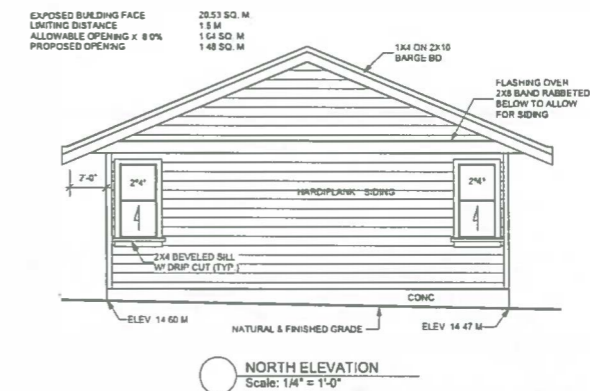 EXPOSED BUILDING FACE 20.53 SQ. M.
LIMITING DISTANCE 1.5 M
ALLOWABLE OPENING X 8.0% 1.64 SQ. M
PROPOSED OPENING 1.48 SQ. M
1X4 ON 2X10
BARGE BD
FLASHING OVER
2X8 BAND RABBETED
BELOW TO ALLOW
FOR SIDING
2'-0"
2'4"
HARDIPLANK SIDING
2'4"
2X4 BEVELED SILL
W/ DRIP CUT (TYP.)
CONC
ELEV 14.60 M
NATURAL & FINISHED GRADE
ELEV 14.47 M
NORTH ELEVATION
Scale: 1/4" = 1'-0"